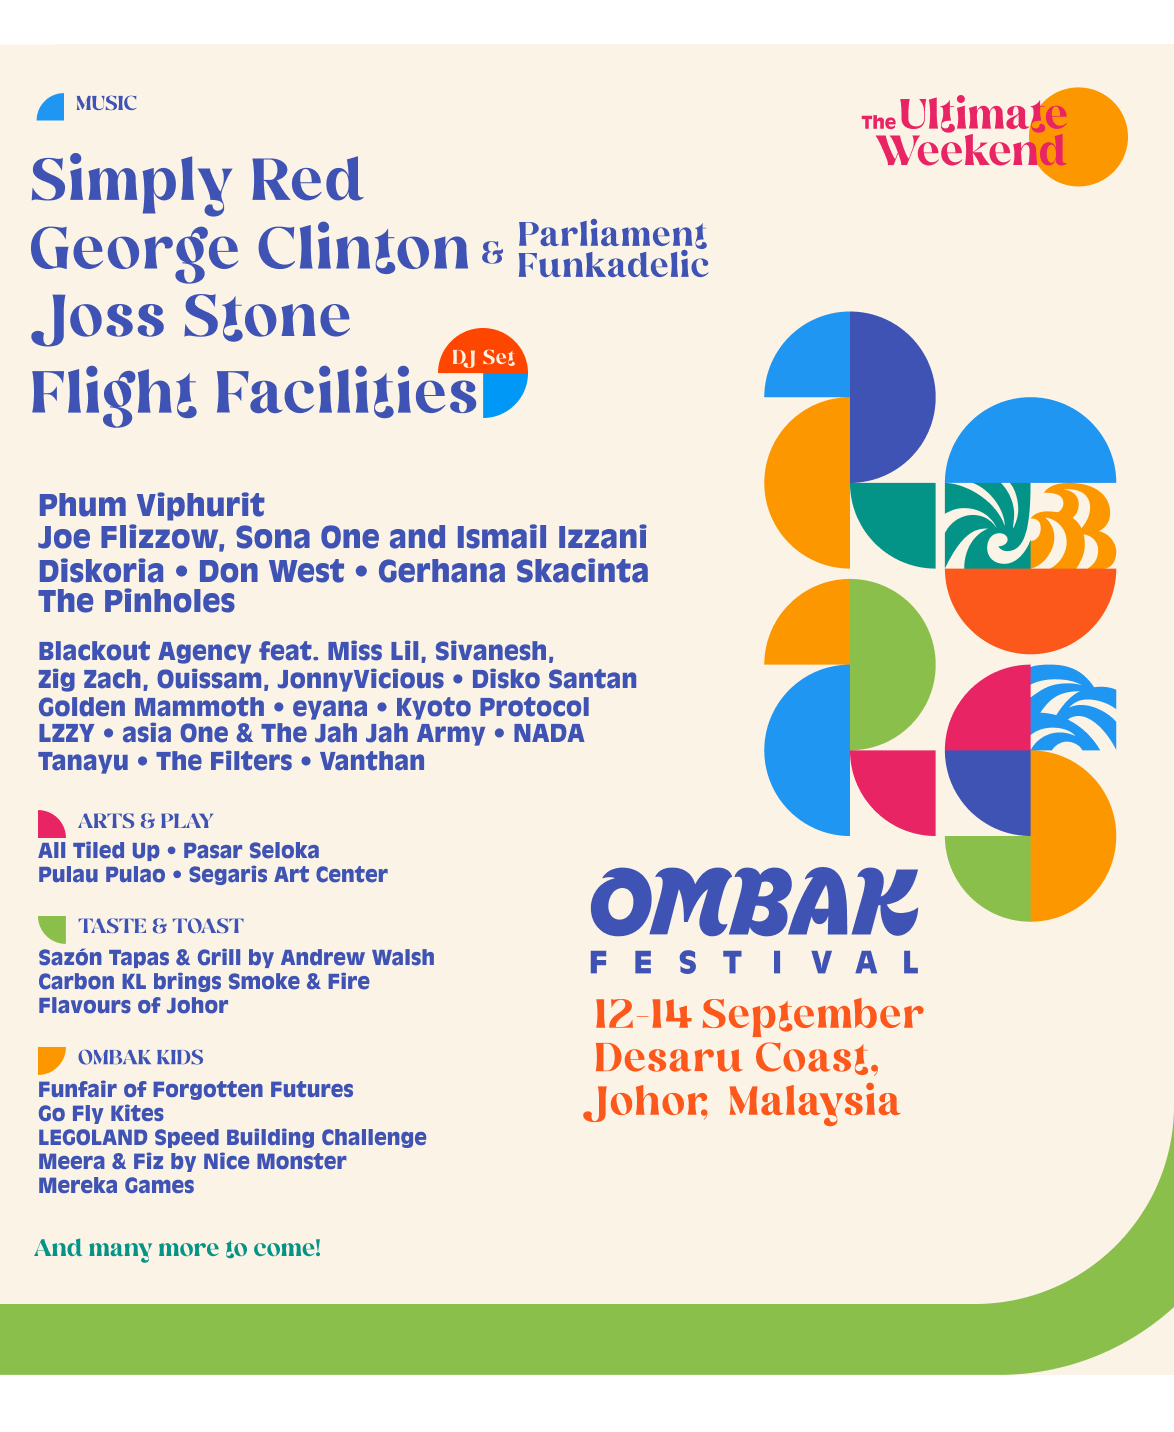 MUSIC
The Ultimate
Weekend
Simply Red
George Clinton & Parliament
Funkadelic
Joss Stone
DJ Set
Flight Facilities
Phum Viphurit
Joe Flizzow, Sona One and Ismail Izzani
Diskoria • Don West • Gerhana Skacinta
The Pinholes
Blackout Agency feat. Miss Lil, Sivanesh,
Zig Zach, Ouissam, JonnyVicious • Disko Santan
Golden Mammoth • eyana • Kyoto Protocol
LZZY • asia One & The Jah Jah Army • NADA
Tanayu • The Filters • Vanthan
ARTS & PLAY
All Tiled Up • Pasar Seloka
Pulau Pulao • Segaris Art Center
TASTE & TOAST
Sazón Tapas & Grill by Andrew Walsh
Carbon KL brings Smoke & Fire
Flavours of Johor
OMBAK KIDS
Funfair of Forgotten Futures
Go Fly Kites
LEGOLAND Speed Building Challenge
Meera & Fiz by Nice Monster
Mereka Games
And many more to come!
2025
OMBAK
FESTIVAL
12-14 September
Desaru Coast,
Johor, Malaysia